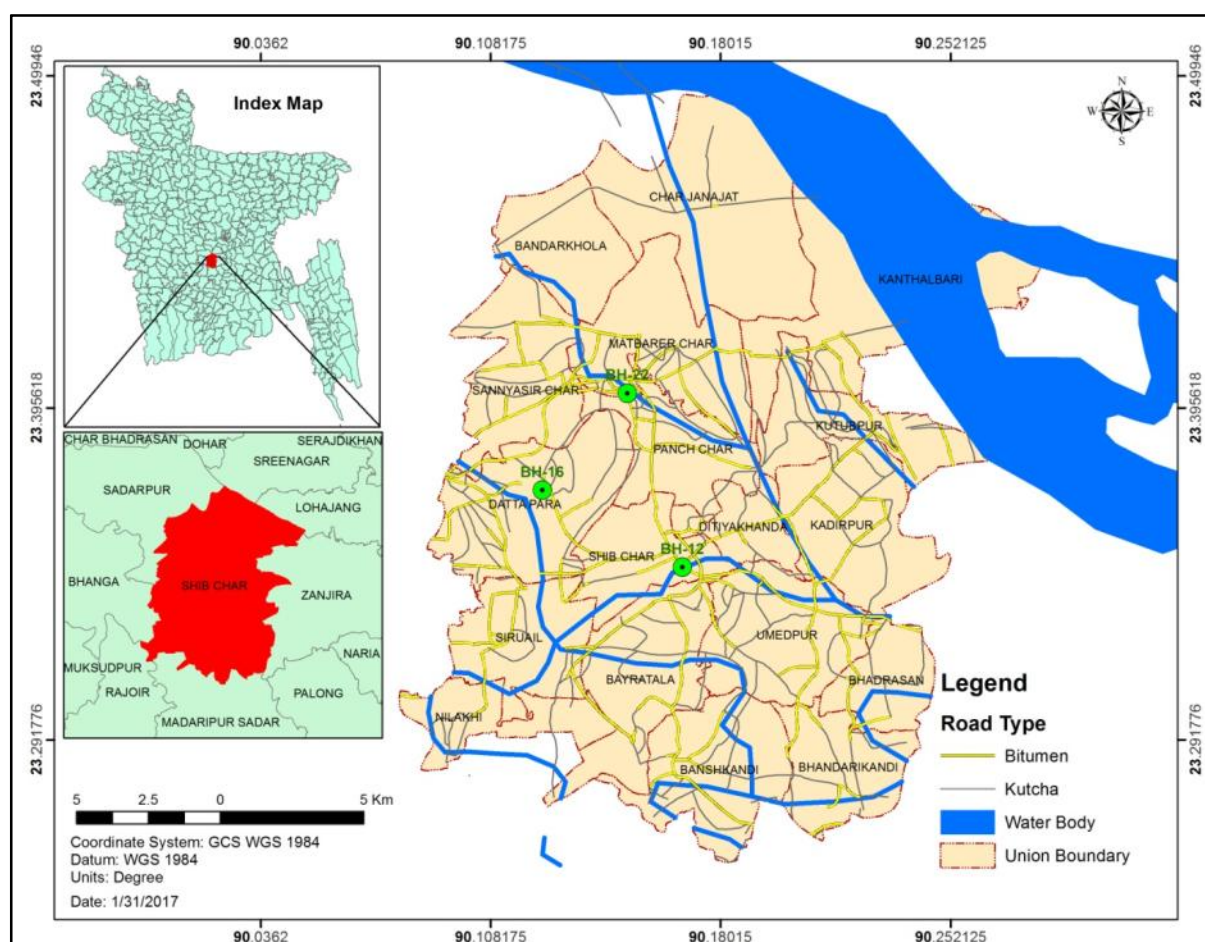 90.0362 90.108175 90.18015 90.252125
23.49946 23.49946
Index Map
N
W E
S
CHAR JANAJAT
BANDARKHOLA
KANTHALBARI
MATBARER CHAR
BH-22
SANNYASIR CHAR
23.395618 23.395618
KUTUBPUR
PANCH CHAR
BH-16
DATTA PARA
DITIYAKHANDA
KADIRPUR
SHIB CHAR
BH-12
SIRUAIL
UMEDPUR
BAYRATALA
BHADRASAN
NILAKHI
BANSHKANDI
BHANDARIKANDI
23.291776 23.291776
CHAR BHADRASAN
DOHAR
SERAJDIKHAN
SREENAGAR
SADARPUR
LOHAJANG
SHIB CHAR
BHANGA
ZANJIRA
NARIA
MUKSUDPUR
RAJOIR
PALONG
MADARIPUR SADAR
Legend
Road Type
Bitumen
Kutcha
Water Body
Union Boundary
5 2.5 0 5 Km
Coordinate System: GCS WGS 1984
Datum: WGS 1984
Units: Degree
Date: 1/31/2017
90.0362 90.108175 90.18015 90.252125